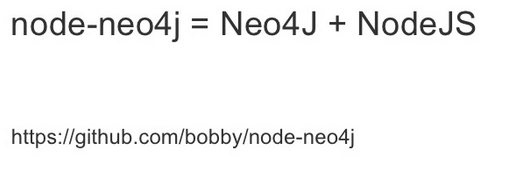 node-neo4j = Neo4J + NodeJS
https://github.com/bobby/node-neo4j